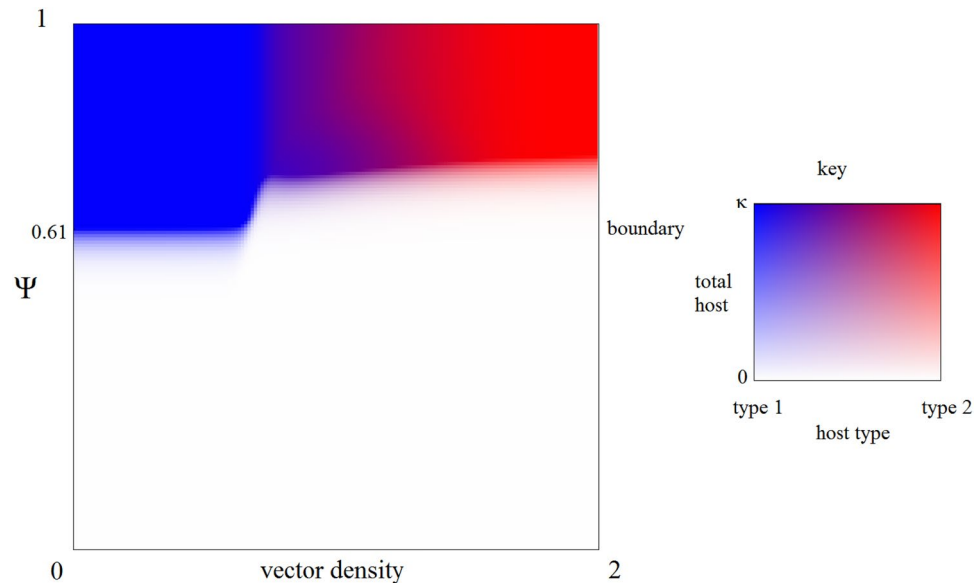 1
0.61
Ψ
boundary
0
vector density
2
key
κ
total
host
0
type 1
type 2
host type